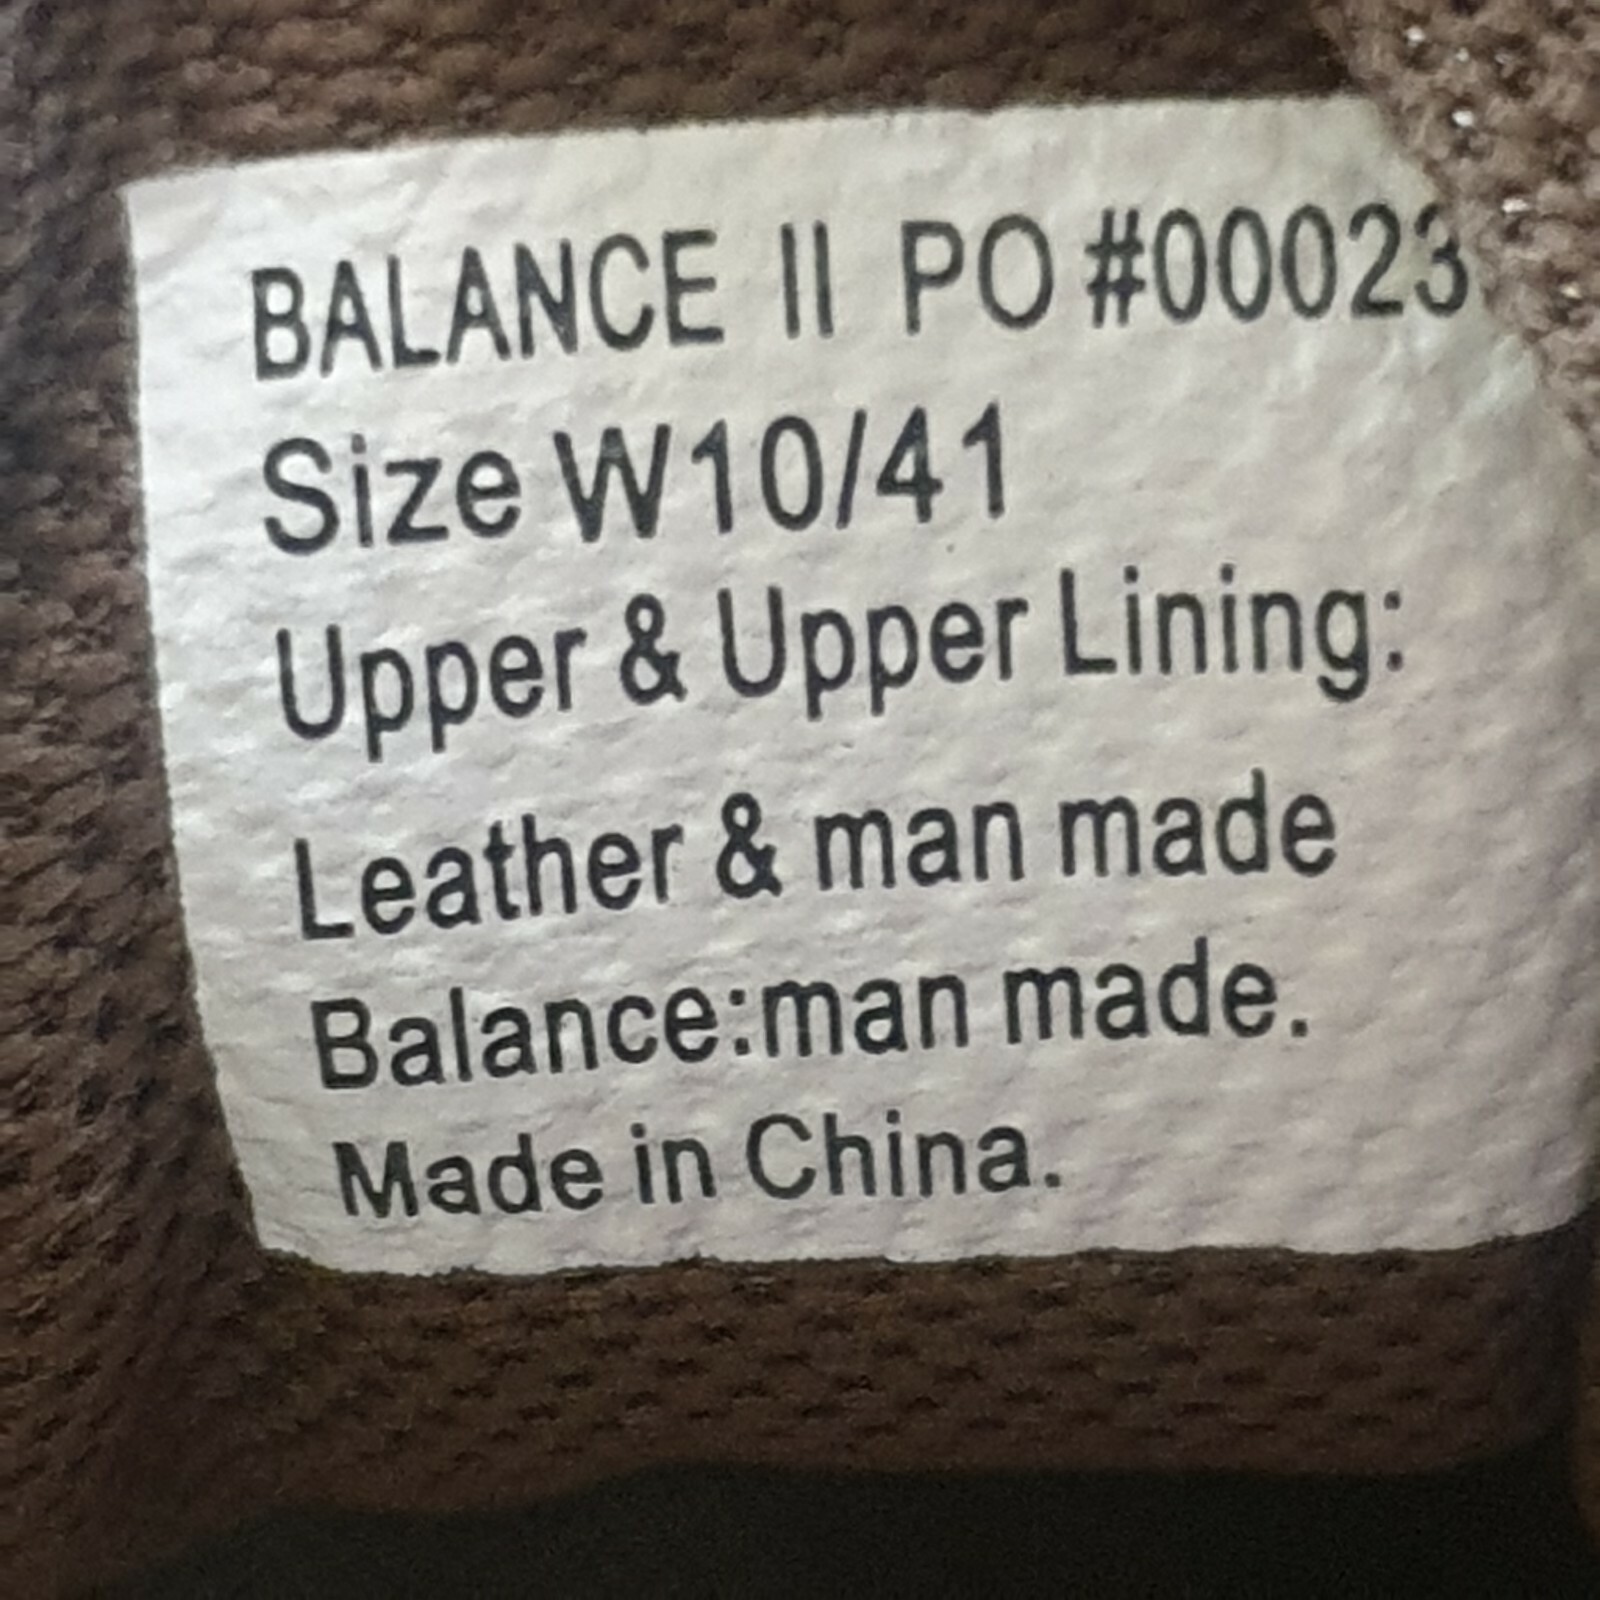 BALANCE II PO #00023
Size W10/41
Upper & Upper Lining:
Leather & man made
Balance:man made.
Made in China.